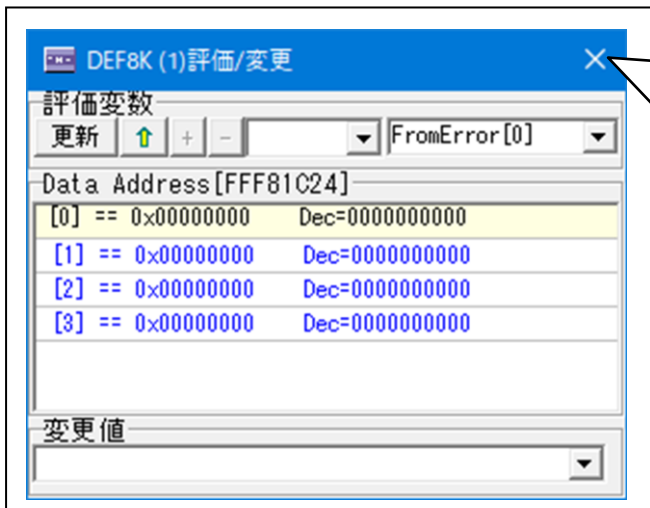 DEF8K (1)評価/変更
評価変数
更新 + - FromError[0]
Data Address[FFF81C24]
[0] == 0x00000000 Dec=0000000000
[1] == 0x00000000 Dec=0000000000
[2] == 0x00000000 Dec=0000000000
[3] == 0x00000000 Dec=0000000000
変更値